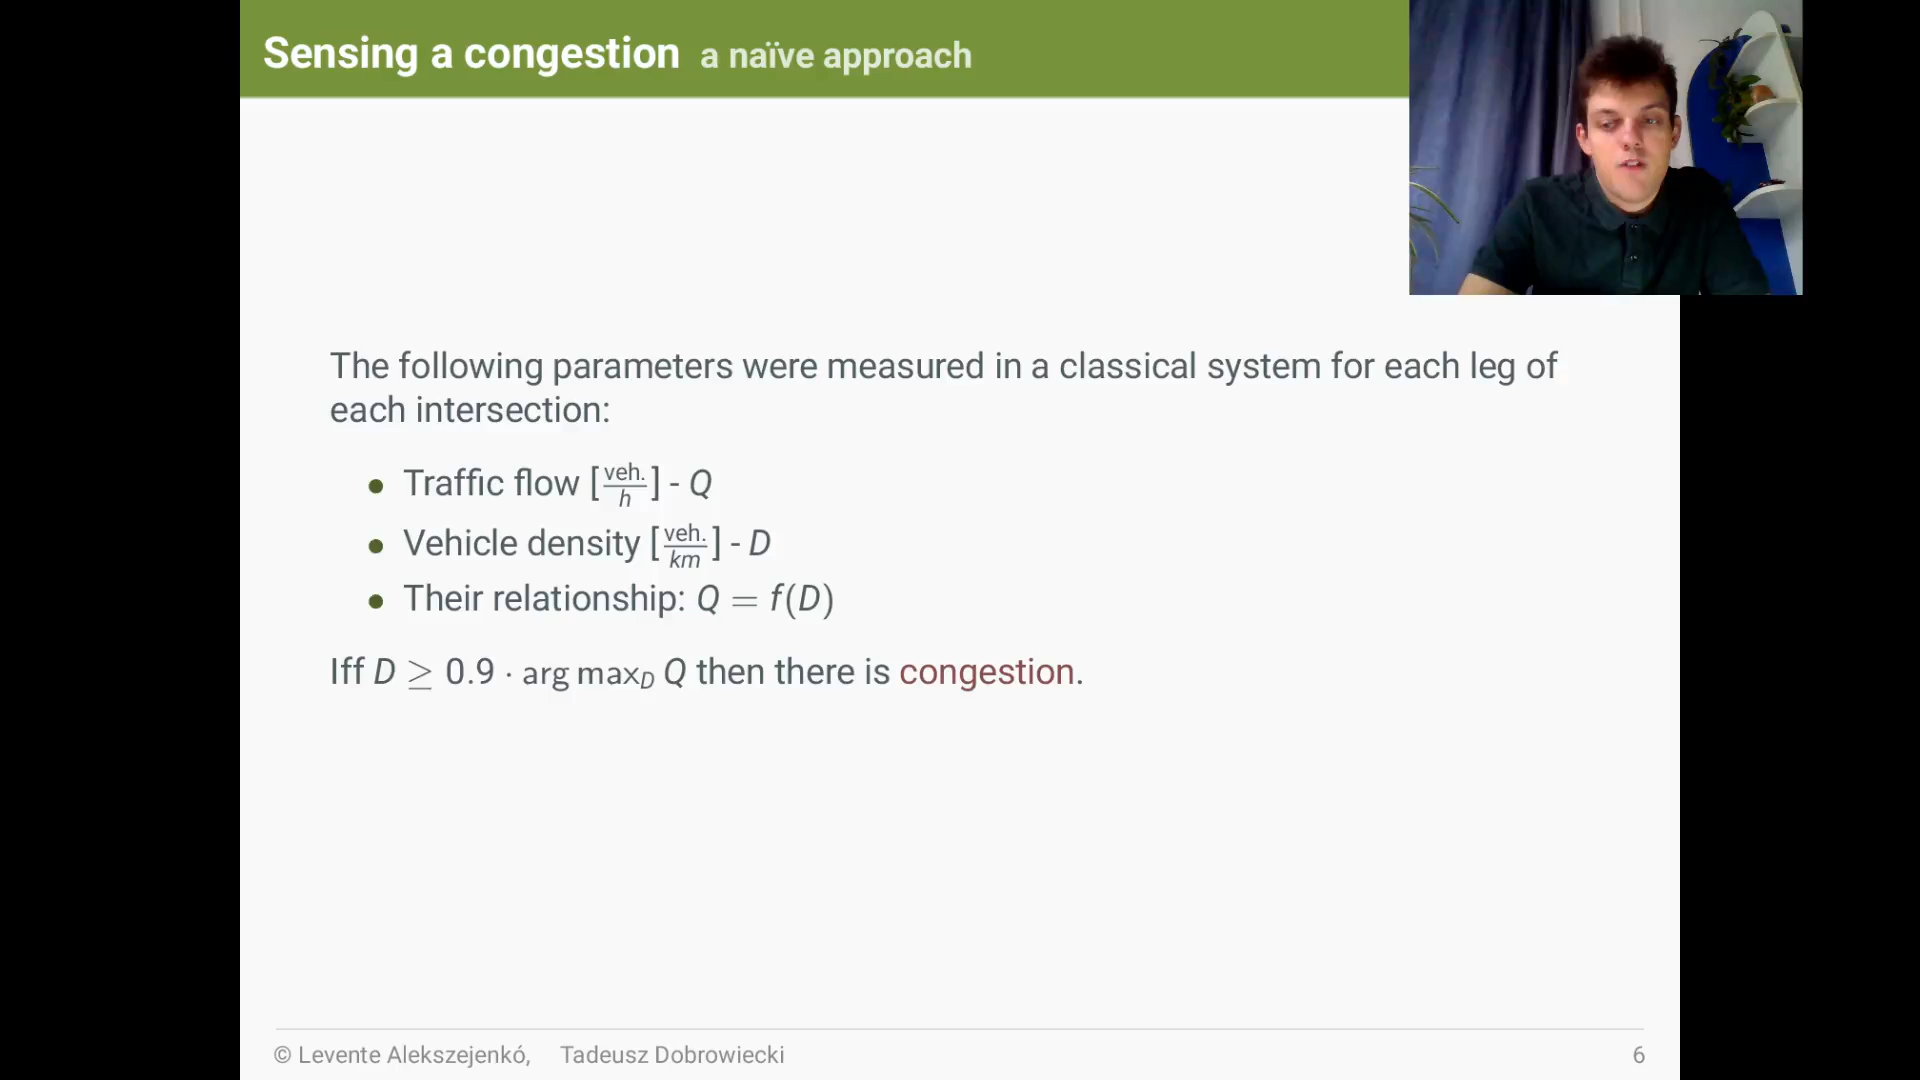 Sensing a congestion a naïve approach
The following parameters were measured in a classical system for each leg of
each intersection:
• Traffic flow [veh./h] - Q
• Vehicle density [veh./km] - D
• Their relationship: Q = f(D)
Iff D ≥ 0.9 · arg max_D Q then there is congestion.
© Levente Alekszejenkó, Tadeusz Dobrowiecki 6